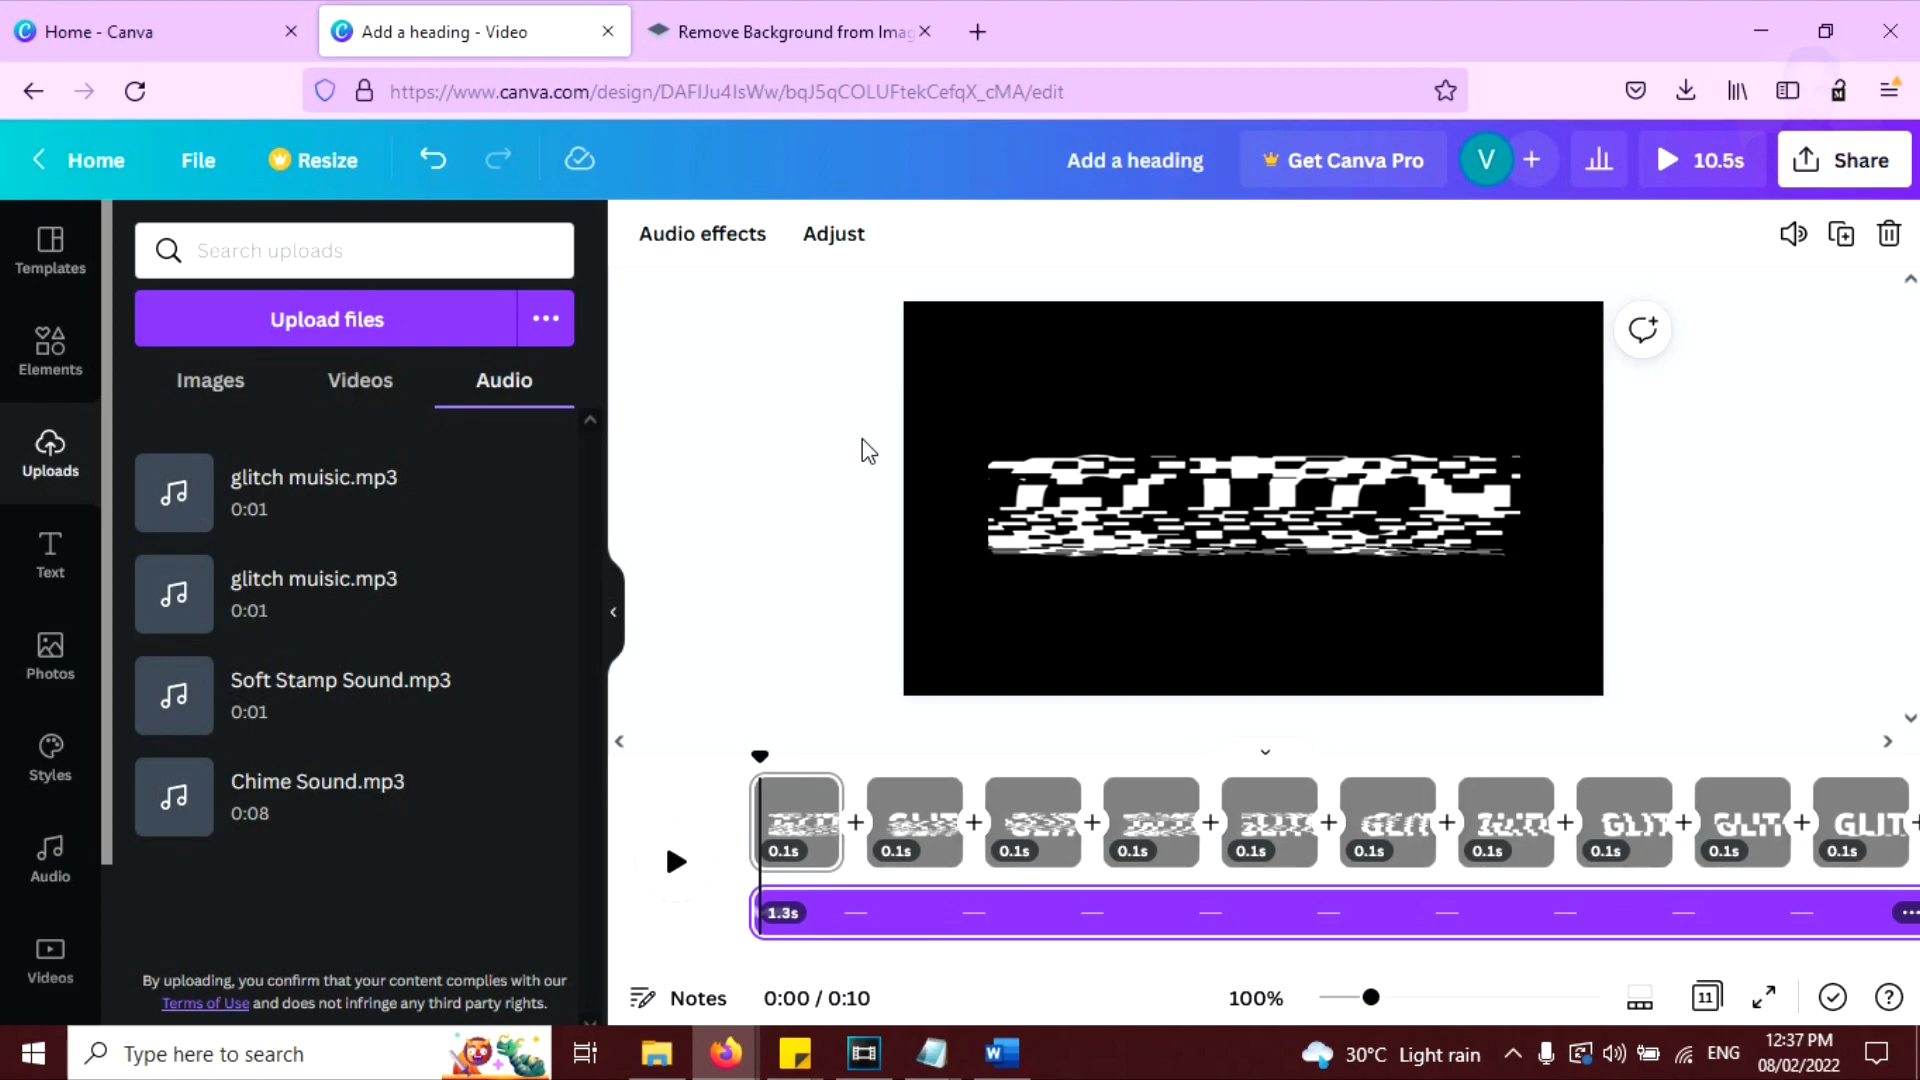 Home - Canva
Add a heading - Video
Remove Background from Imag
https://www.canva.com/design/DAFIJu4IsWw/bqJ5qCOLUFtekCefqX_cMA/edit
Home
File
Resize
Add a heading
Get Canva Pro
V
10.5s
Share
Templates
Elements
Uploads
Text
Photos
Styles
Audio
Videos
Search uploads
Upload files
Images
Videos
Audio
glitch muisic.mp3
0:01
glitch muisic.mp3
0:01
Soft Stamp Sound.mp3
0:01
Chime Sound.mp3
0:08
By uploading, you confirm that your content complies with our
Terms of Use and does not infringe any third party rights.
Audio effects
Adjust
0.1s
0.1s
0.1s
0.1s
0.1s
0.1s
0.1s
0.1s
0.1s
GLIT
0.1s
1.3s
Notes
0:00 / 0:10
100%
11
Type here to search
30°C Light rain
ENG
12:37 PM
08/02/2022